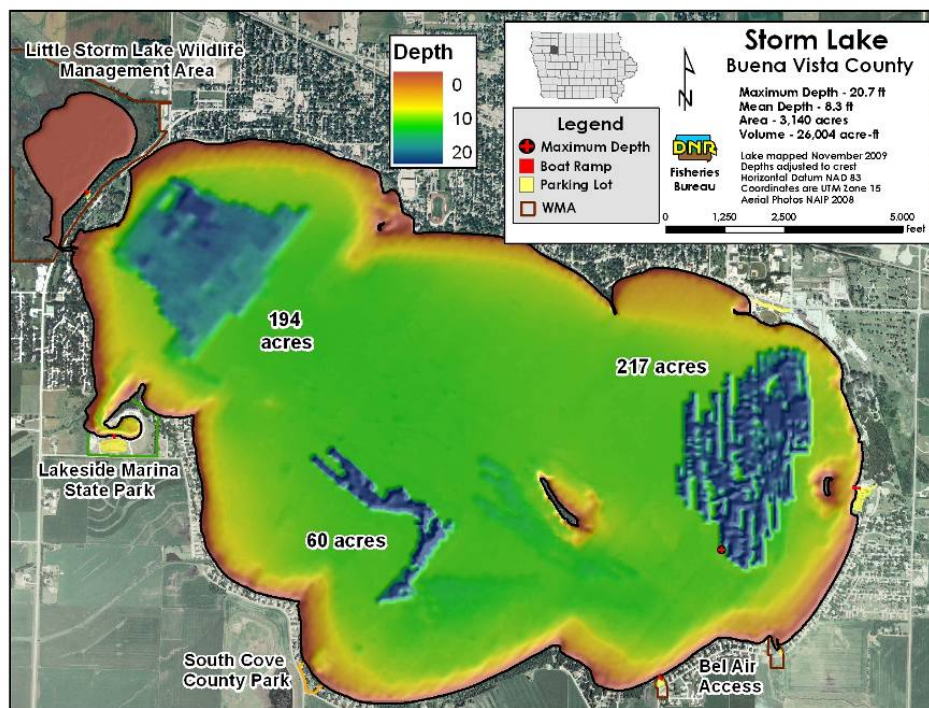 Little Storm Lake Wildlife
Management Area
Depth
0
10
20
Storm Lake
Buena Vista County
Maximum Depth - 20.7 ft
Mean Depth - 8.3 ft
Area - 3,140 acres
Volume - 26,004 acre-ft
Legend
Maximum Depth
Boat Ramp
Parking Lot
WMA
DNR
Fisheries
Bureau
Lake mapped November 2009
Depths adjusted to crest
Horizontal Datum NAD 83
Coordinates are UTM Zone 15
Aerial Photos NAIP 2008
0 1,250 2,500 5,000
Feet
194
acres
217 acres
Lakeside Marina
State Park
60 acres
South Cove
County Park
Bel Air
Access